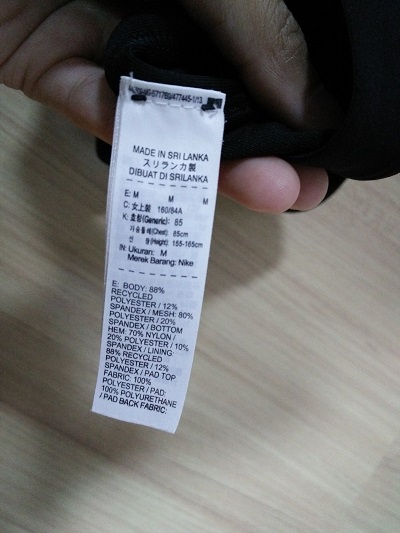 MADE IN SRI LANKA
スリランカ製
DIBUAT DI SRILANKA
E: M M M
C: 女上装 160/84A
K: 호칭(Generic): 85
가슴둘레(Chest): 85cm
신 장(Height): 155-165cm
IN: Ukuran: M
Merek Barang: Nike
E: BODY: 88%
RECYCLED
POLYESTER / 12%
SPANDEX / MESH: 80%
POLYESTER / 20%
SPANDEX / BOTTOM
HEM: 70% NYLON /
20% POLYESTER / 10%
SPANDEX / LINING:
88% RECYCLED
POLYESTER / 12%
SPANDEX / PAD TOP
FABRIC: 100%
POLYESTER / PAD:
100% POLYURETHANE
/ PAD BACK FABRIC: